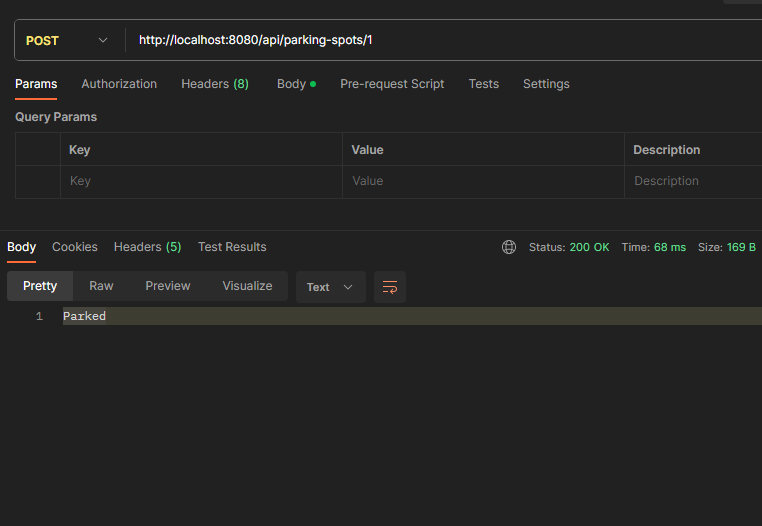 POST http://localhost:8080/api/parking-spots/1
Params Authorization Headers (8) Body Pre-request Script Tests Settings
Query Params
Key Value Description
Key Value Description
Body Cookies Headers (5) Test Results Status: 200 OK Time: 68 ms Size: 169 B
Pretty Raw Preview Visualize Text
1 Parked